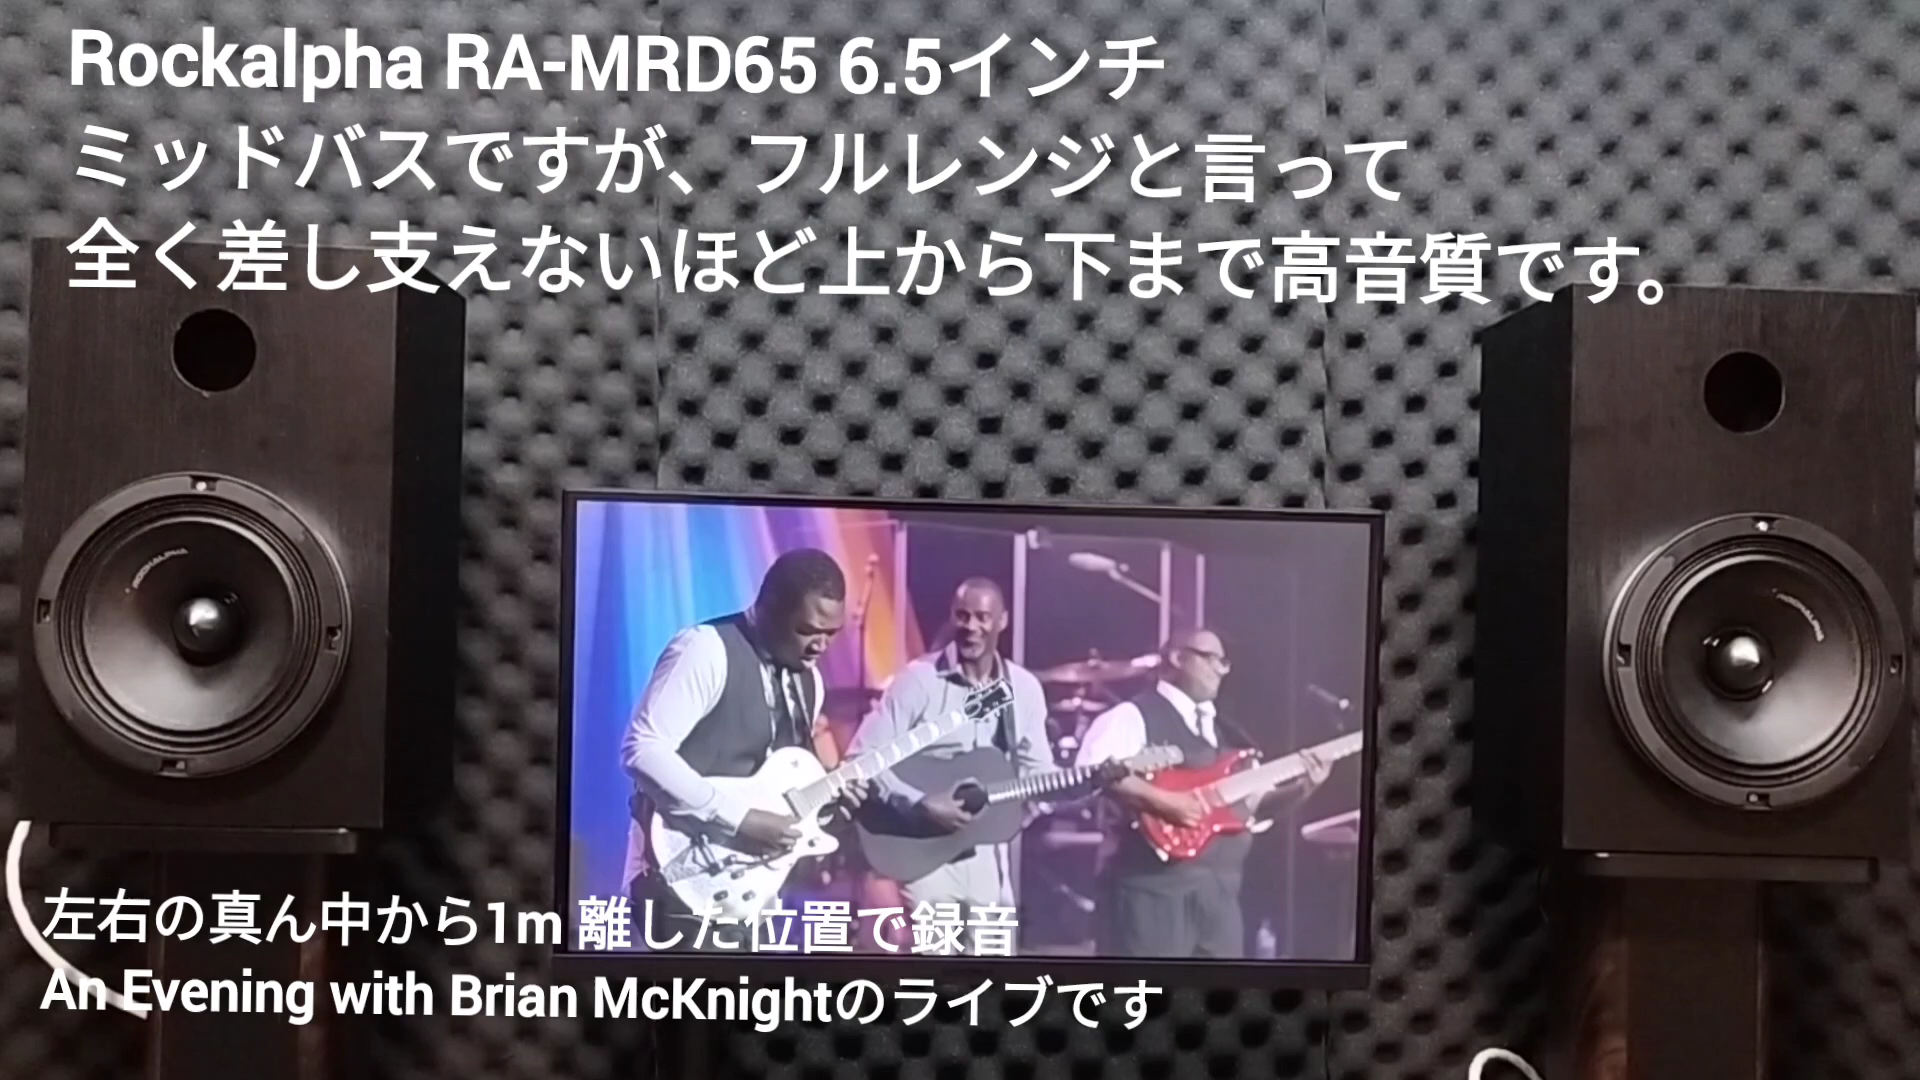 Rockalpha RA-MRD65 6.5インチ
ミッドバスですが、フルレンジと言って
全く差し支えないほど上から下まで高音質です。
ROCKALPHA
ROCKALPHA
左右の真ん中から1m 離した位置で録音
An Evening with Brian McKnightのライブです